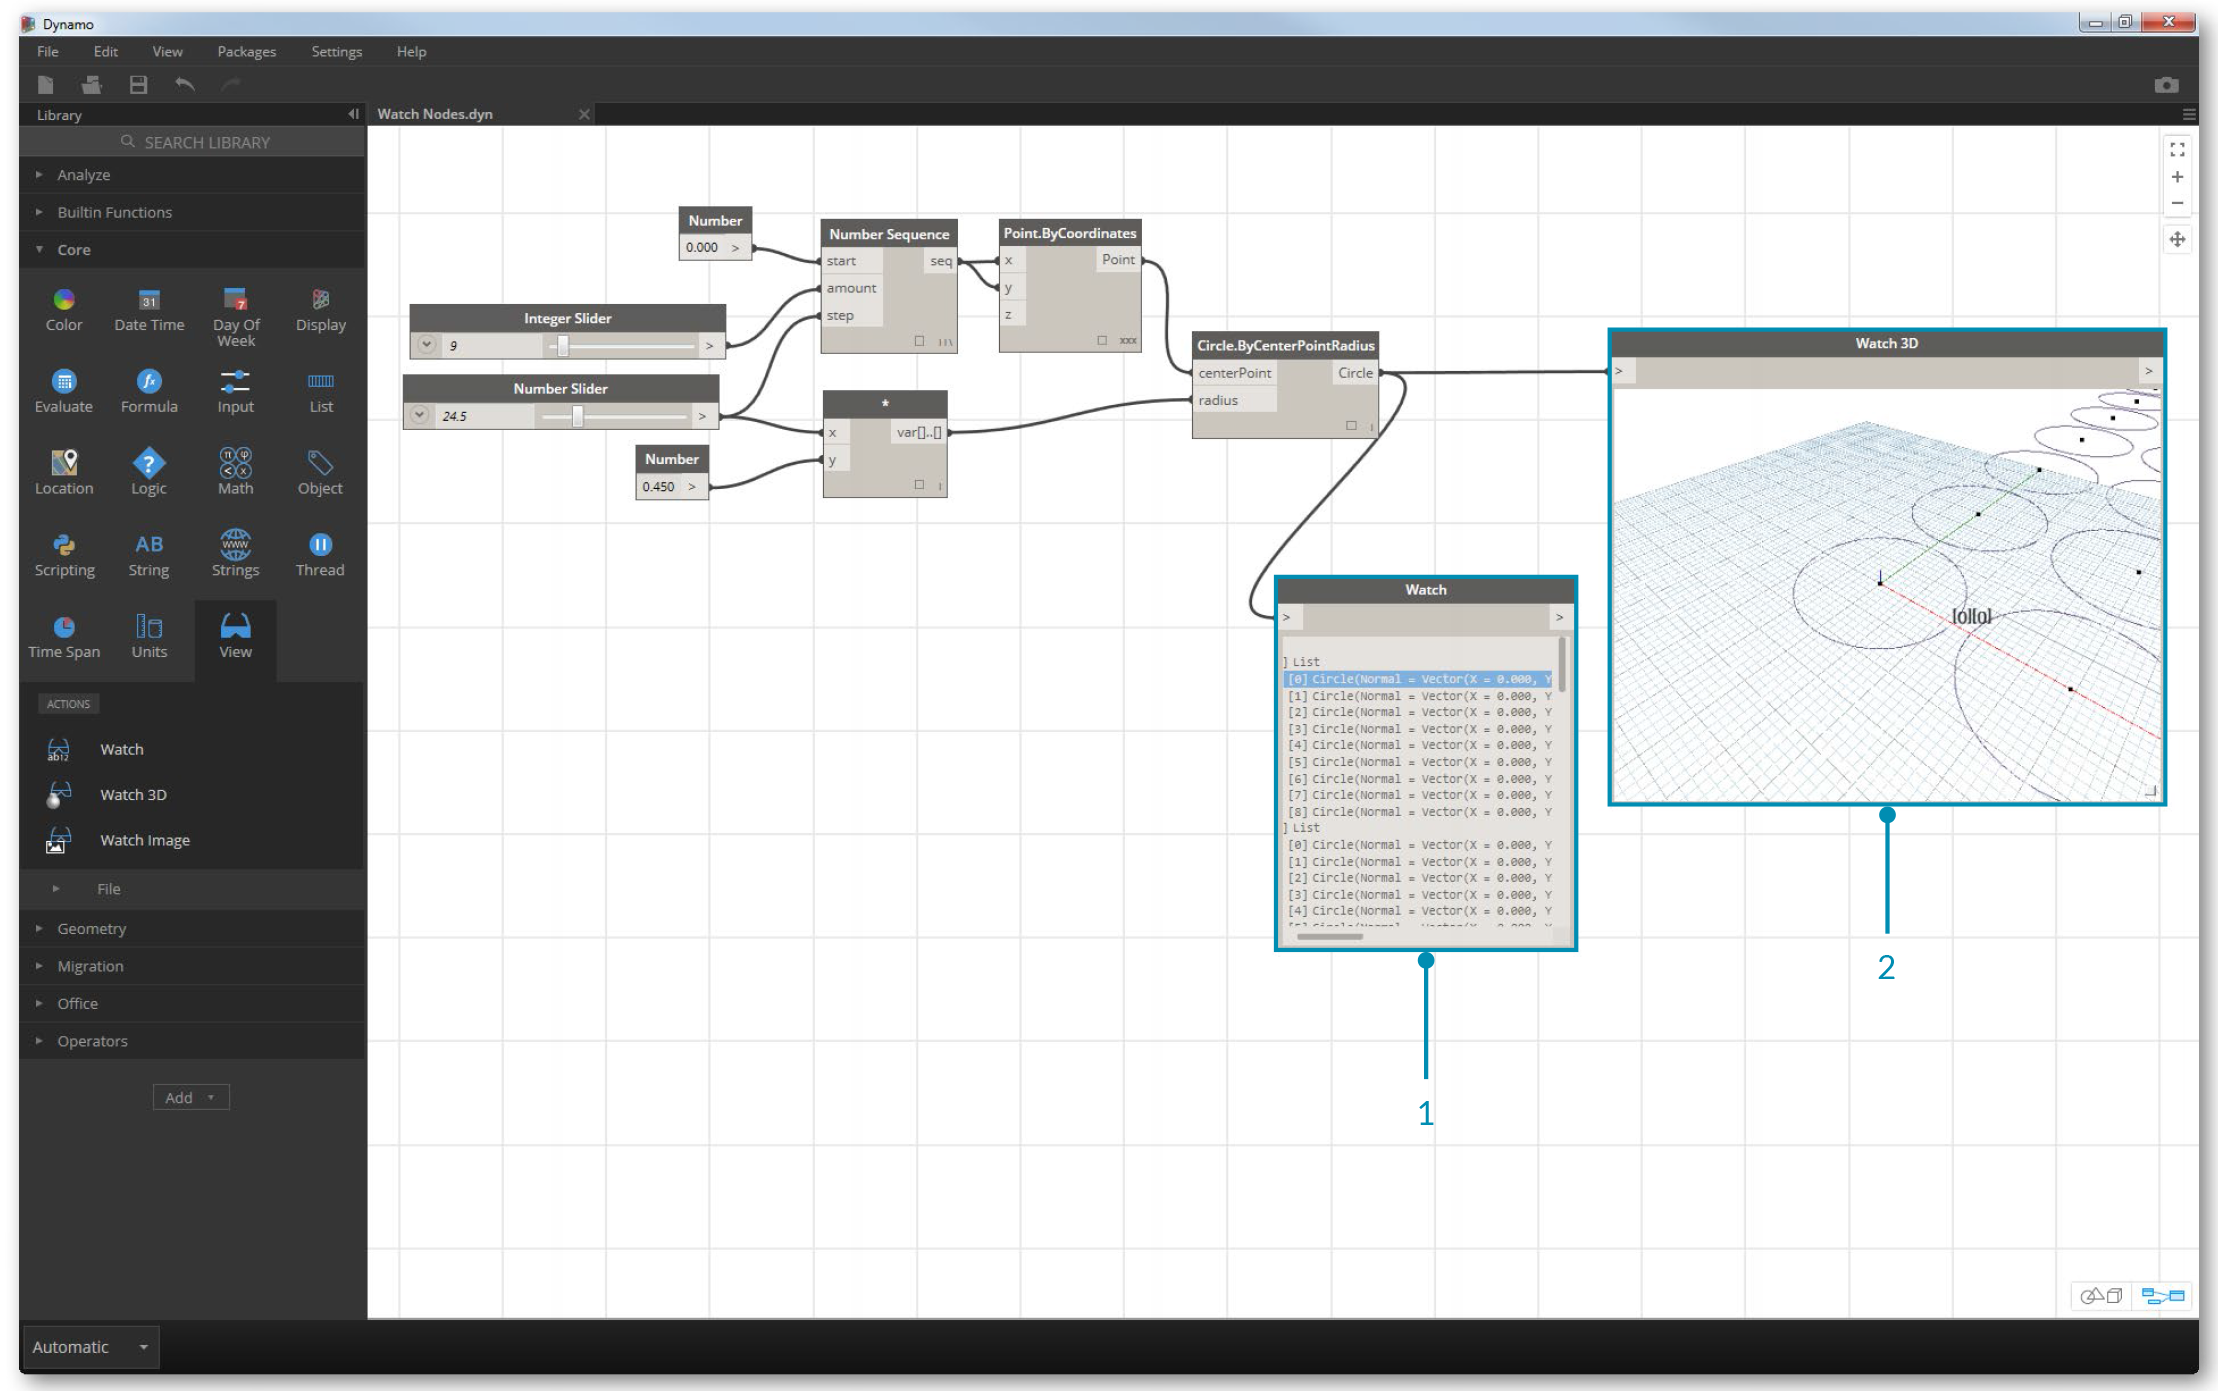 Dynamo
File Edit View Packages Settings Help
Library
Watch Nodes.dyn
SEARCH LIBRARY
Analyze
Builtin Functions
Core
Color
31
Date Time
7
Day Of
Week
Display
Evaluate
fx
Formula
Input
List
Location
?
Logic
π φ
< x
Math
Object
Scripting
AB
String
www
Strings
Thread
Time Span
Units
View
ACTIONS
ab12
Watch
Watch 3D
Watch Image
File
Geometry
Migration
Office
Operators
Add
Automatic
Number
0.000 >
Integer Slider
9 >
Number Slider
24.5 >
Number
0.450 >
Number Sequence
start seq
amount
step
Point.ByCoordinates
x Point
y
z
xxx
*
x var[]..[]
y
Circle.ByCenterPointRadius
centerPoint Circle
radius
Watch
> >
] List
[0] Circle(Normal = Vector(X = 0.000, Y
[1] Circle(Normal = Vector(X = 0.000, Y
[2] Circle(Normal = Vector(X = 0.000, Y
[3] Circle(Normal = Vector(X = 0.000, Y
[4] Circle(Normal = Vector(X = 0.000, Y
[5] Circle(Normal = Vector(X = 0.000, Y
[6] Circle(Normal = Vector(X = 0.000, Y
[7] Circle(Normal = Vector(X = 0.000, Y
[8] Circle(Normal = Vector(X = 0.000, Y
] List
[0] Circle(Normal = Vector(X = 0.000, Y
[1] Circle(Normal = Vector(X = 0.000, Y
[2] Circle(Normal = Vector(X = 0.000, Y
[3] Circle(Normal = Vector(X = 0.000, Y
[4] Circle(Normal = Vector(X = 0.000, Y
1
Watch 3D
> >
[0][0]
2